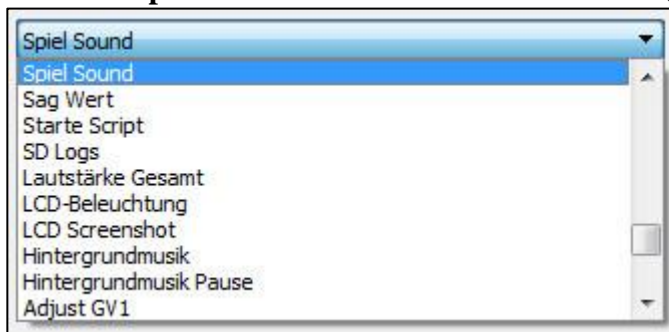 Spiel Sound
Spiel Sound
Sag Wert
Starte Script
SD Logs
Lautstärke Gesamt
LCD-Beleuchtung
LCD Screenshot
Hintergrundmusik
Hintergrundmusik Pause
Adjust GV1